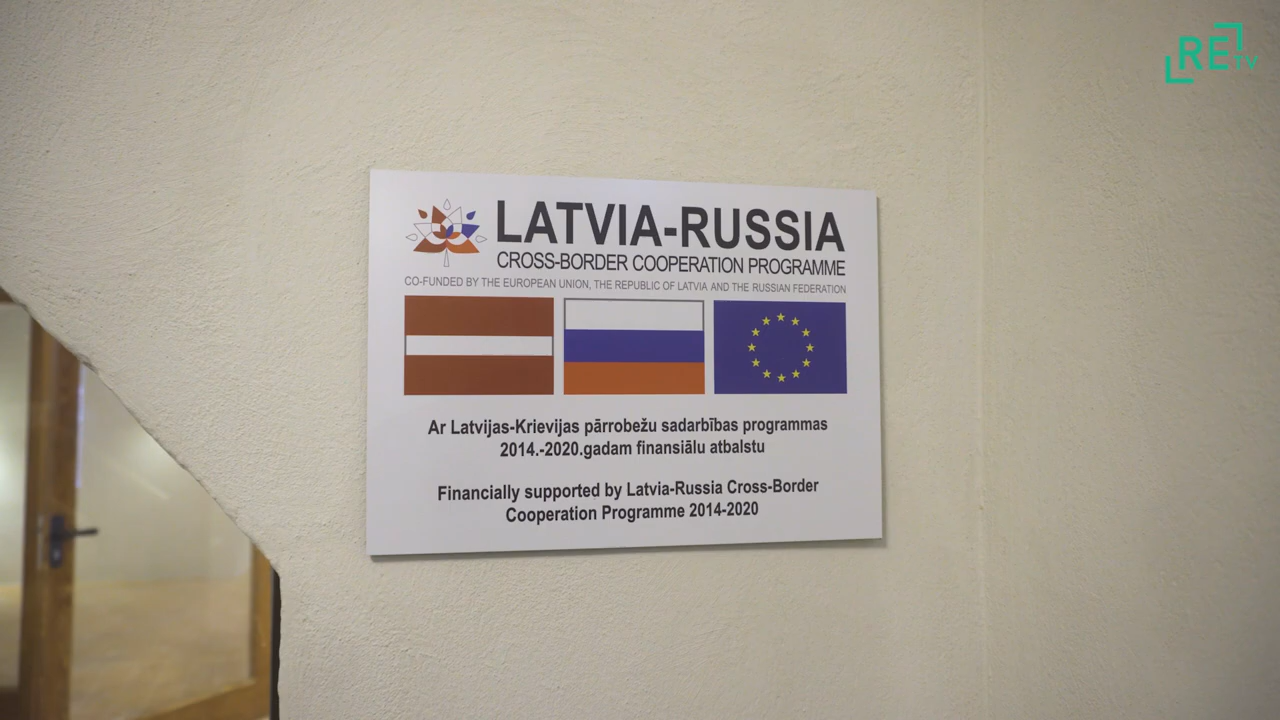 RE TV
LATVIA-RUSSIA
CROSS-BORDER COOPERATION PROGRAMME
CO-FUNDED BY THE EUROPEAN UNION, THE REPUBLIC OF LATVIA AND THE RUSSIAN FEDERATION
Ar Latvijas-Krievijas pārrobežu sadarbības programmas
2014.-2020.gadam finansiālu atbalstu
Financially supported by Latvia-Russia Cross-Border
Cooperation Programme 2014-2020